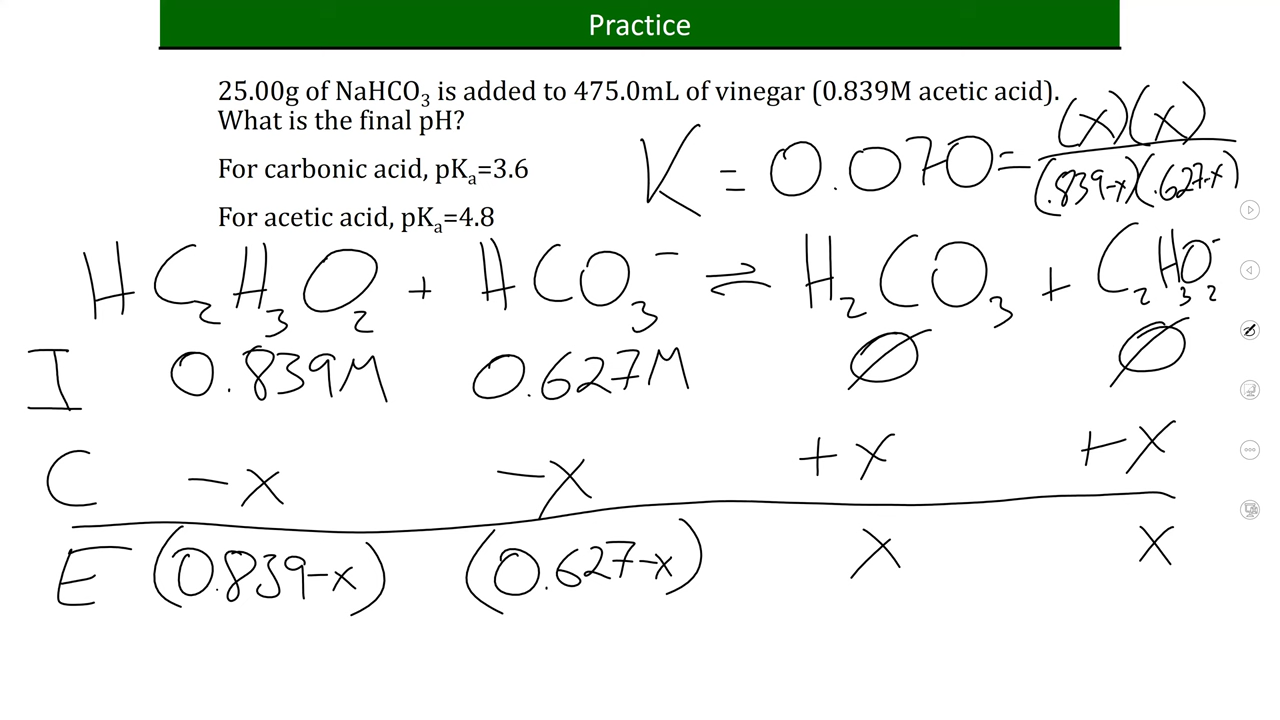 Practice
25.00g of NaHCO₃ is added to 475.0mL of vinegar (0.839M acetic acid).
What is the final pH?
For carbonic acid, pKₐ=3.6
For acetic acid, pKₐ=4.8
K = 0.070 = (x)(x) / (.839-x)(.627-x)
HC₂H₃O₂ + HCO₃⁻ ⇌ H₂CO₃ + C₂H₃O₂⁻
I 0.839M 0.627M ∅ ∅
C -x -x +x +x
E (0.839-x) (0.627-x) x x